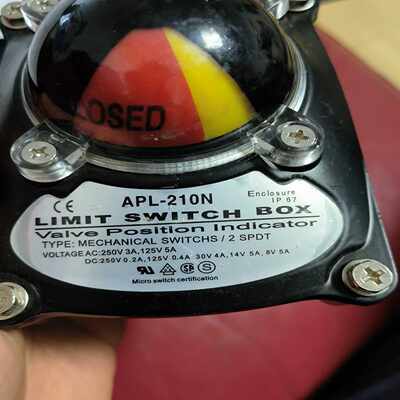 LOSED
CE APL-210N Enclosure
IP 67
LIMIT SWITCH BOX
Valve Position Indicator
TYPE: MECHANICAL SWITCHS / 2 SPDT
VOLTAGE AC:250V 3A,125V 5A
DC:250V 0.2A,125V 0.4A 30V 4A, 14V 5A, 8V 5A
Micro switch certification